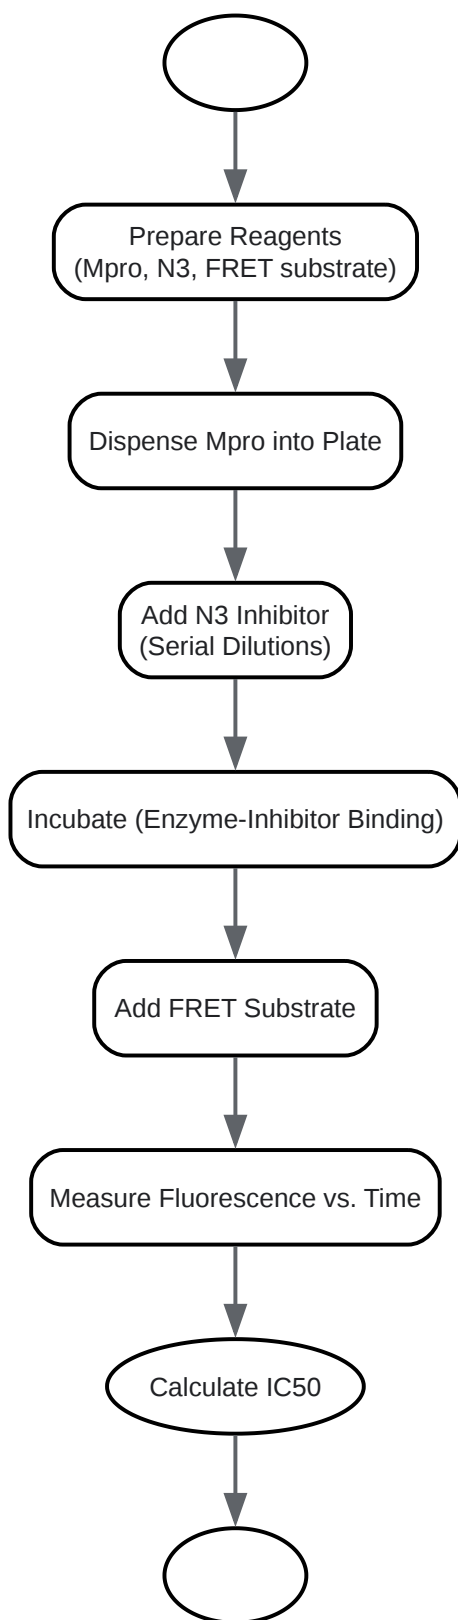 Prepare Reagents
(Mpro, N3, FRET substrate)
Dispense Mpro into Plate
Add N3 Inhibitor
(Serial Dilutions)
Incubate (Enzyme-Inhibitor Binding)
Add FRET Substrate
Measure Fluorescence vs. Time
Calculate IC50